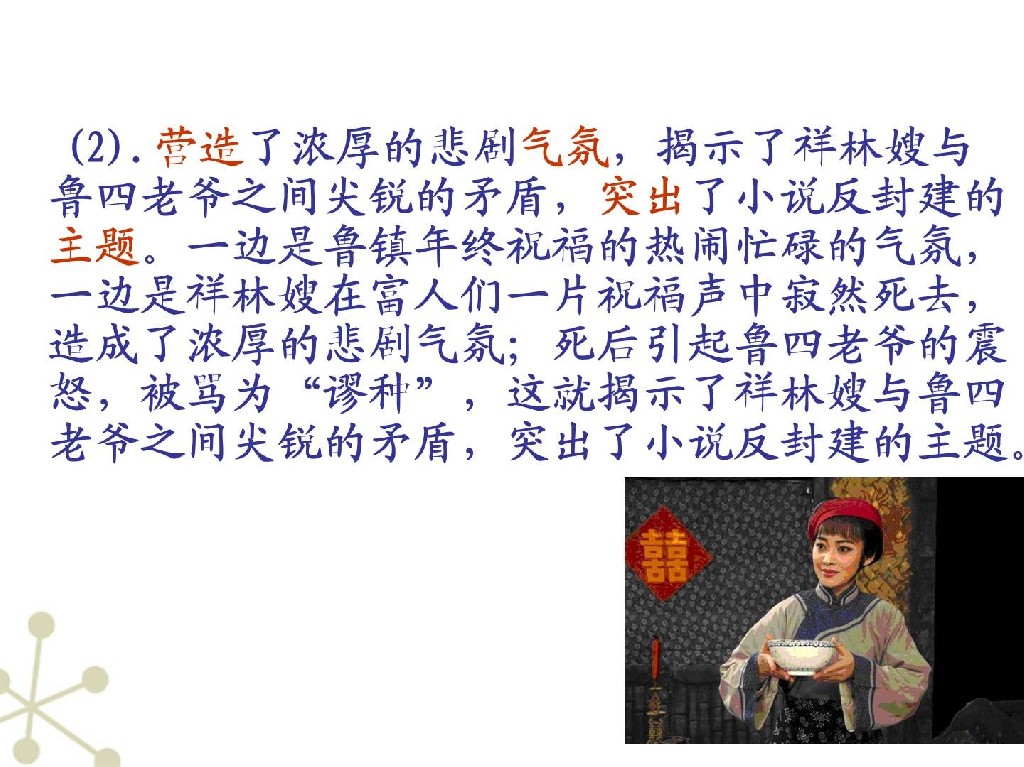 (2).营造了浓厚的悲剧气氛，揭示了祥林嫂与
鲁四老爷之间尖锐的矛盾，突出了小说反封建的
主题。一边是鲁镇年终祝福的热闹忙碌的气氛，
一边是祥林嫂在富人们一片祝福声中寂然死去，
造成了浓厚的悲剧气氛；死后引起鲁四老爷的震
怒，被骂为“谬种”，这就揭示了祥林嫂与鲁四
老爷之间尖锐的矛盾，突出了小说反封建的主题。
囍